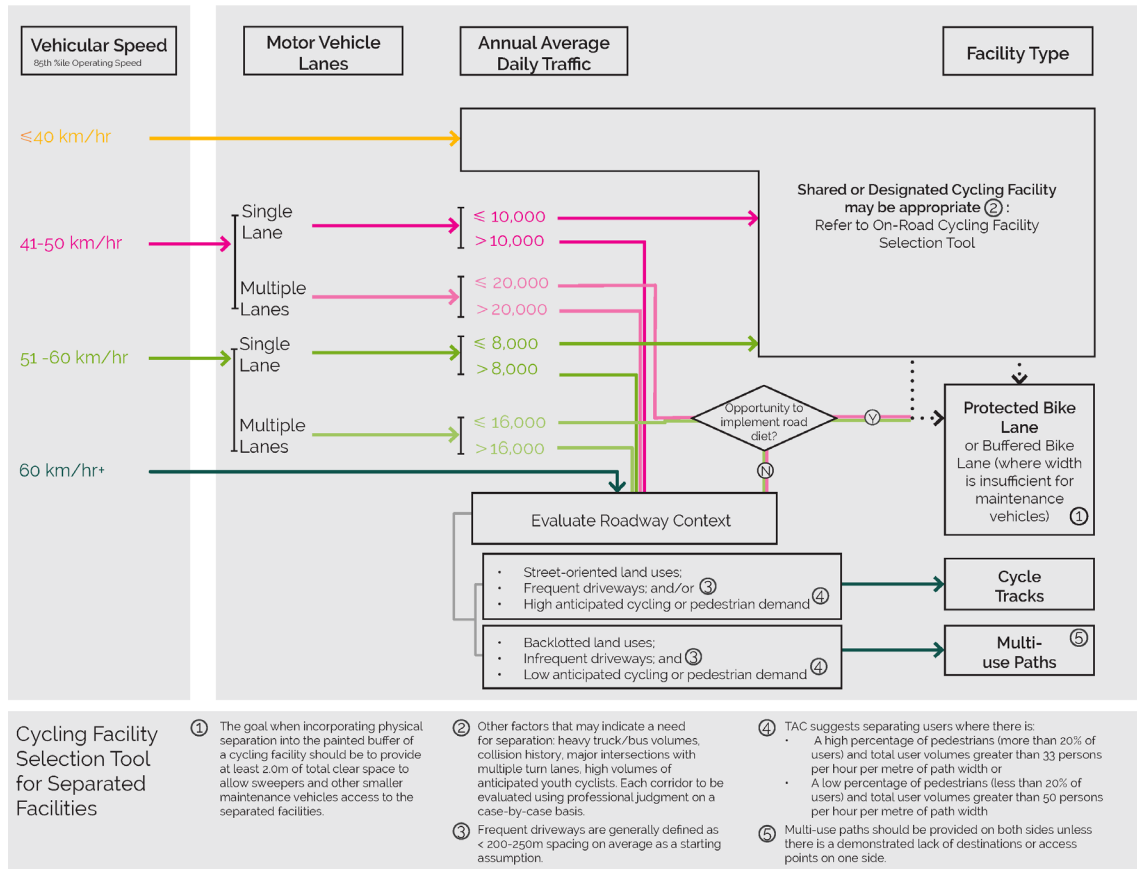 Vehicular Speed
85th %ile Operating Speed
Motor Vehicle
Lanes
Annual Average
Daily Traffic
Facility Type
≤40 km/hr
41-50 km/hr
51 -60 km/hr
60 km/hr+
Single
Lane
Multiple
Lanes
Single
Lane
Multiple
Lanes
≤ 10,000
> 10,000
≤ 20,000
> 20,000
≤ 8,000
> 8,000
≤ 16,000
> 16,000
Shared or Designated Cycling Facility
may be appropriate 2 :
Refer to On-Road Cycling Facility
Selection Tool
Opportunity to
implement road
diet?
Y
N
Protected Bike
Lane
or Buffered Bike
Lane (where width
is insufficient for
maintenance
vehicles) 1
Evaluate Roadway Context
• Street-oriented land uses;
• Frequent driveways; and/or 3
• High anticipated cycling or pedestrian demand 4
Cycle
Tracks
• Backlotted land uses;
• Infrequent driveways; and 3
• Low anticipated cycling or pedestrian demand 4
Multi-
use Paths
5
Cycling Facility
Selection Tool
for Separated
Facilities
1 The goal when incorporating physical
separation into the painted buffer of
a cycling facility should be to provide
at least 2.0m of total clear space to
allow sweepers and other smaller
maintenance vehicles access to the
separated facilities.
2 Other factors that may indicate a need
for separation: heavy truck/bus volumes,
collision history, major intersections with
multiple turn lanes, high volumes of
anticipated youth cyclists. Each corridor to be
evaluated using professional judgment on a
case-by-case basis.
3 Frequent driveways are generally defined as
< 200-250m spacing on average as a starting
assumption.
4 TAC suggests separating users where there is:
• A high percentage of pedestrians (more than 20% of
users) and total user volumes greater than 33 persons
per hour per metre of path width or
• A low percentage of pedestrians (less than 20% of
users) and total user volumes greater than 50 persons
per hour per metre of path width
5 Multi-use paths should be provided on both sides unless
there is a demonstrated lack of destinations or access
points on one side.